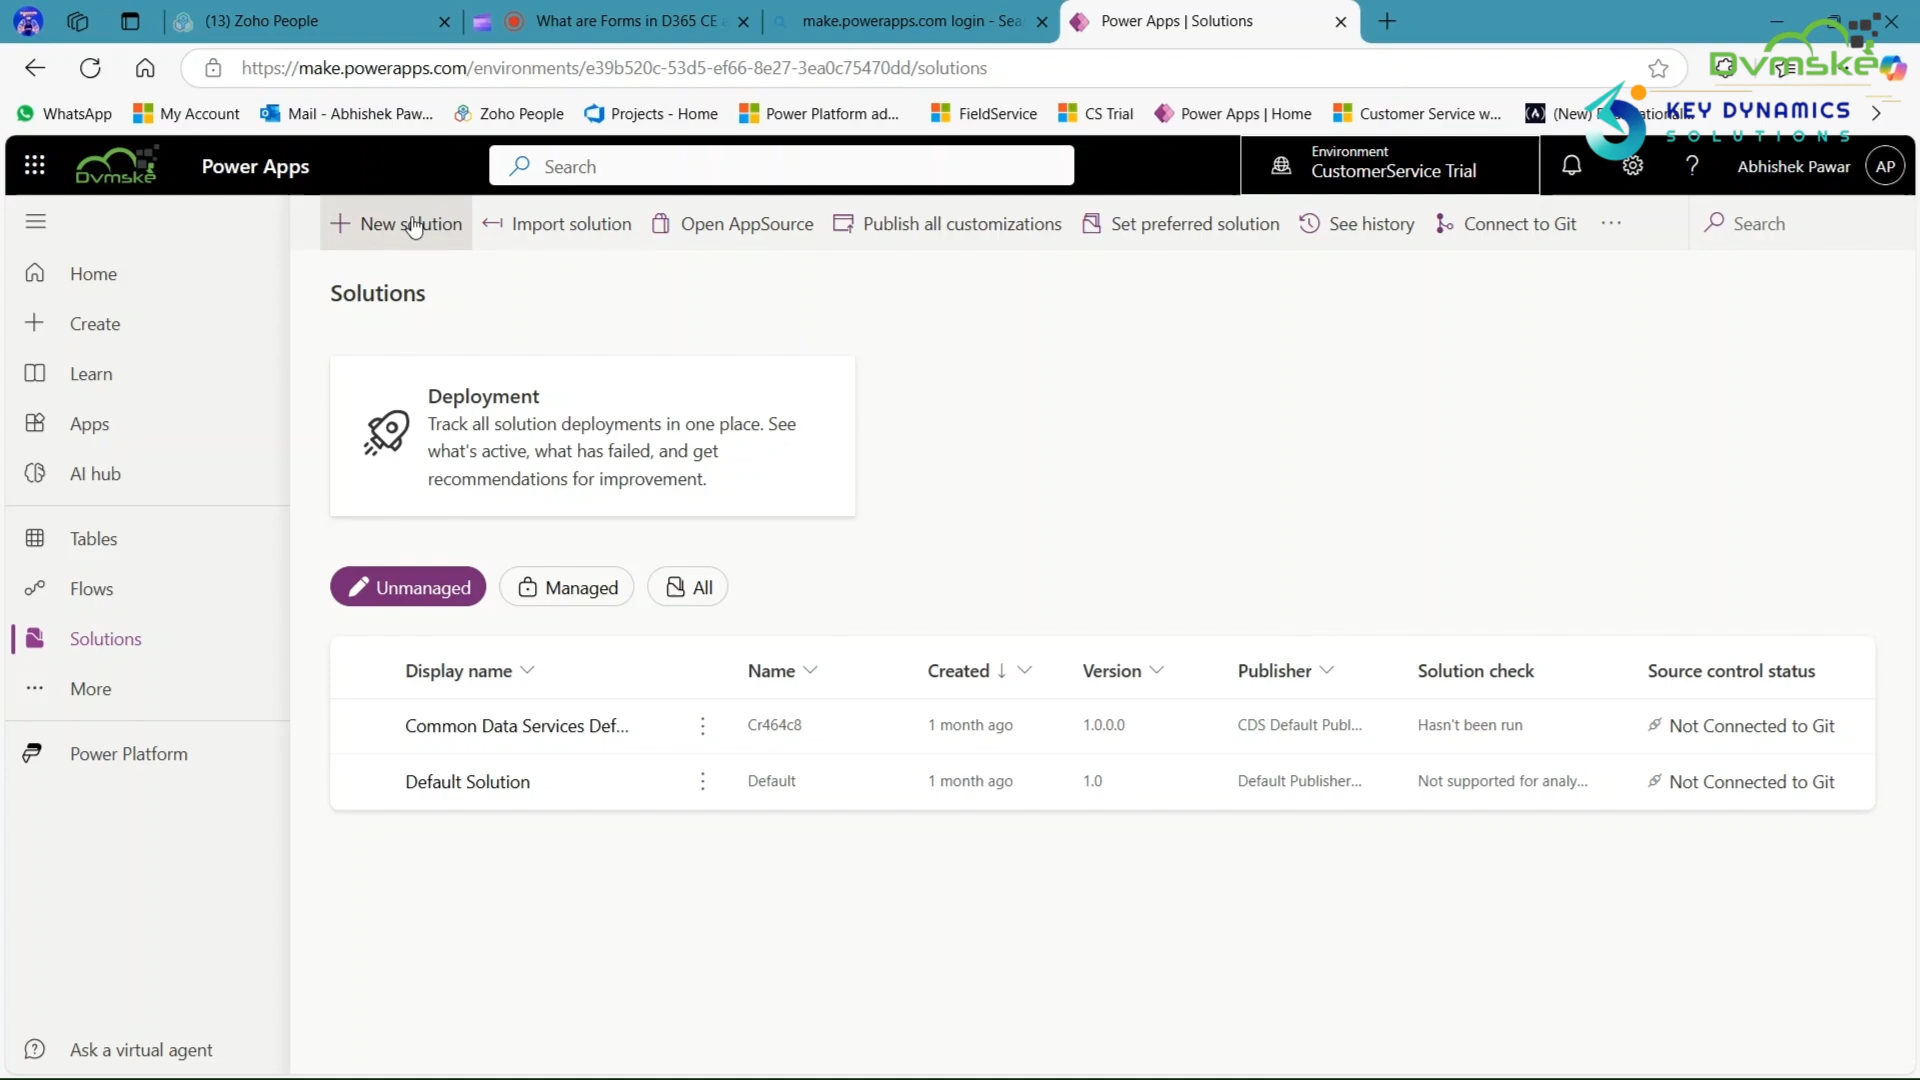 (13) Zoho People
What are Forms in D365 CE
make.powerapps.com login - Sea
Power Apps | Solutions
https://make.powerapps.com/environments/e39b520c-53d5-ef66-8e27-3ea0c75470dd/solutions
Dvmske
WhatsApp
My Account
Mail - Abhishek Paw...
Zoho People
Projects - Home
Power Platform ad...
FieldService
CS Trial
Power Apps | Home
Customer Service w...
(New)
KEY DYNAMICS
SOLUTIONS
Dvmske
Power Apps
Search
Environment
CustomerService Trial
Abhishek Pawar
AP
New solution
Import solution
Open AppSource
Publish all customizations
Set preferred solution
See history
Connect to Git
Search
Home
Create
Learn
Apps
AI hub
Tables
Flows
Solutions
More
Power Platform
Ask a virtual agent
Solutions
Deployment
Track all solution deployments in one place. See
what's active, what has failed, and get
recommendations for improvement.
Unmanaged
Managed
All
Display name
Name
Created
Version
Publisher
Solution check
Source control status
Common Data Services Def...
Cr464c8
1 month ago
1.0.0.0
CDS Default Publ...
Hasn't been run
Not Connected to Git
Default Solution
Default
1 month ago
1.0
Default Publisher...
Not supported for analy...
Not Connected to Git